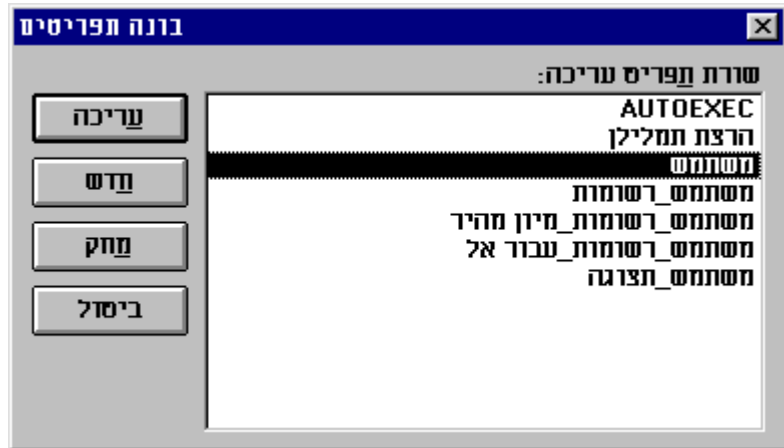 בונה תפריטים
שורת תפריט עריכה:
AUTOEXEC
הרצת תמלילן
משתמש
משתמש_רשומות
משתמש_רשומות_מיון מהיר
משתמש_רשומות_עבור אל
משתמש_תצוגה
עריכה
חדש
מחק
ביטול